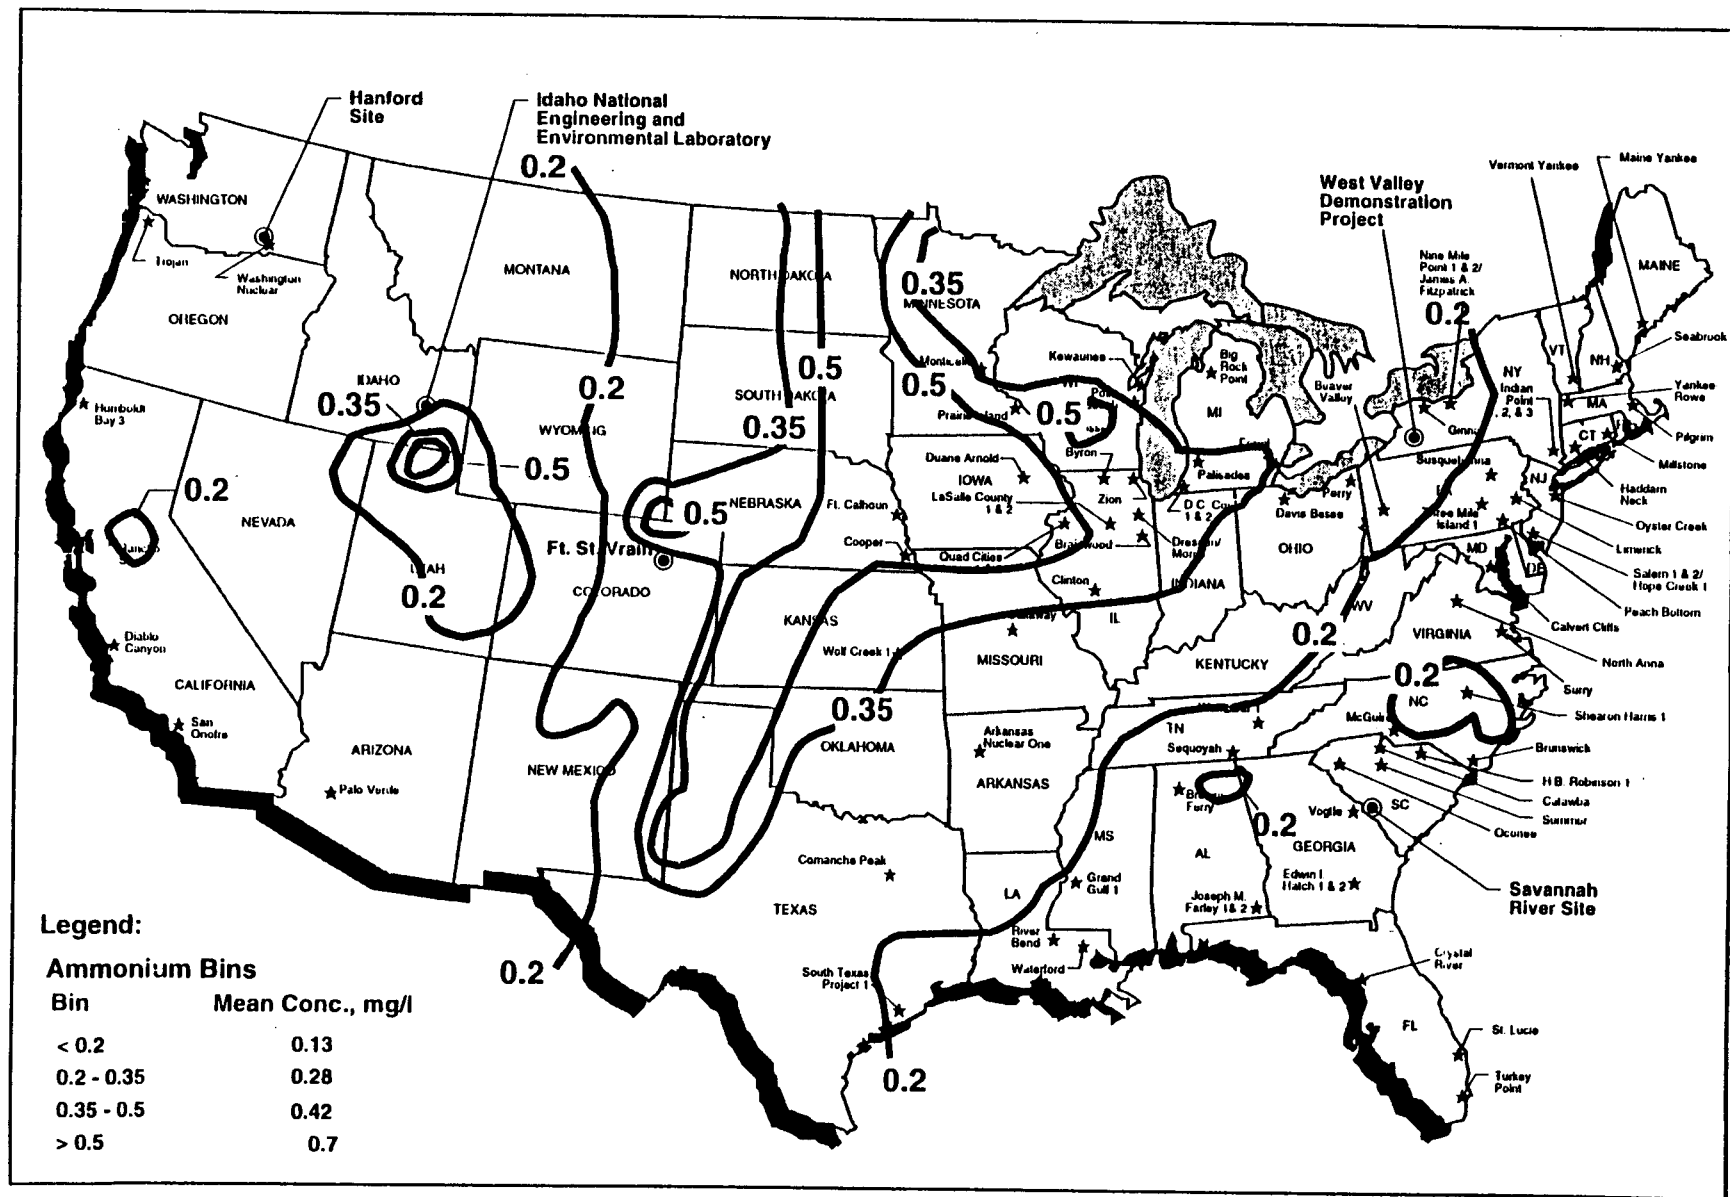 Hanford
Site
Idaho National
Engineering and
Environmental Laboratory
0.2
Vermont Yankee
Maine Yankee
West Valley
Demonstration
Project
WASHINGTON
Trojan
Washington
Nuclear
MONTANA
NORTH DAKOTA
0.35
MINNESOTA
Nine Mile
Point 1 & 2/
James A.
Fitzpatrick
0.2
MAINE
OREGON
Seabrook
VT
NH
NY
Kewaunee
Big
Rock
Point
Beaver
Valley
Indian
Point
2, & 3
Yankee
Rowe
MA
IDAHO
0.35
0.2
0.5
0.5
SOUTH DAKOTA
0.35
Prairie Island
0.5
WI
MI
Ginna
Pilgrim
CT
Millstone
Humboldt
Bay 3
WYOMING
0.5
Duane Arnold
IOWA
Byron
Zion
Palisades
Susquehanna
Perry
NJ
Haddam
Neck
0.2
NEVADA
NEBRASKA
0.5
Ft. Calhoun
LaSalle County
1 & 2
Davis Besse
Island 1
Oyster Creek
Limerick
Ft. St. Vrain
Cooper
Quad Cities
OHIO
MD
DE
Salem 1 & 2/
Hope Creek 1
Peach Bottom
Calvert Cliffs
UTAH
0.2
COLORADO
KANSAS
Clinton
IL
INDIANA
WV
0.2
VIRGINIA
North Anna
Surry
Diablo
Canyon
CALIFORNIA
Wolf Creek 1
MISSOURI
KENTUCKY
0.2
NC
McGuire
Shearon Harris 1
San
Onofre
ARIZONA
NEW MEXICO
0.35
OKLAHOMA
Arkansas
Nuclear One
ARKANSAS
TN
Sequoyah
Brunswick
H.B. Robinson 1
Catawba
Summer
Oconee
Palo Verde
Ferry
0.2
Vogtle
SC
GEORGIA
MS
AL
Comanche Peak
TEXAS
LA
Grand
Gulf 1
Joseph M.
Farley 1 & 2
Edwin I.
Hatch 1 & 2
Savannah
River Site
River
Bend
Waterford
South Texas
Project 1
0.2
0.2
Crystal
River
FL
St. Lucie
Turkey
Point
Legend:
Ammonium Bins
Bin Mean Conc., mg/l
< 0.2 0.13
0.2 - 0.35 0.28
0.35 - 0.5 0.42
> 0.5 0.7